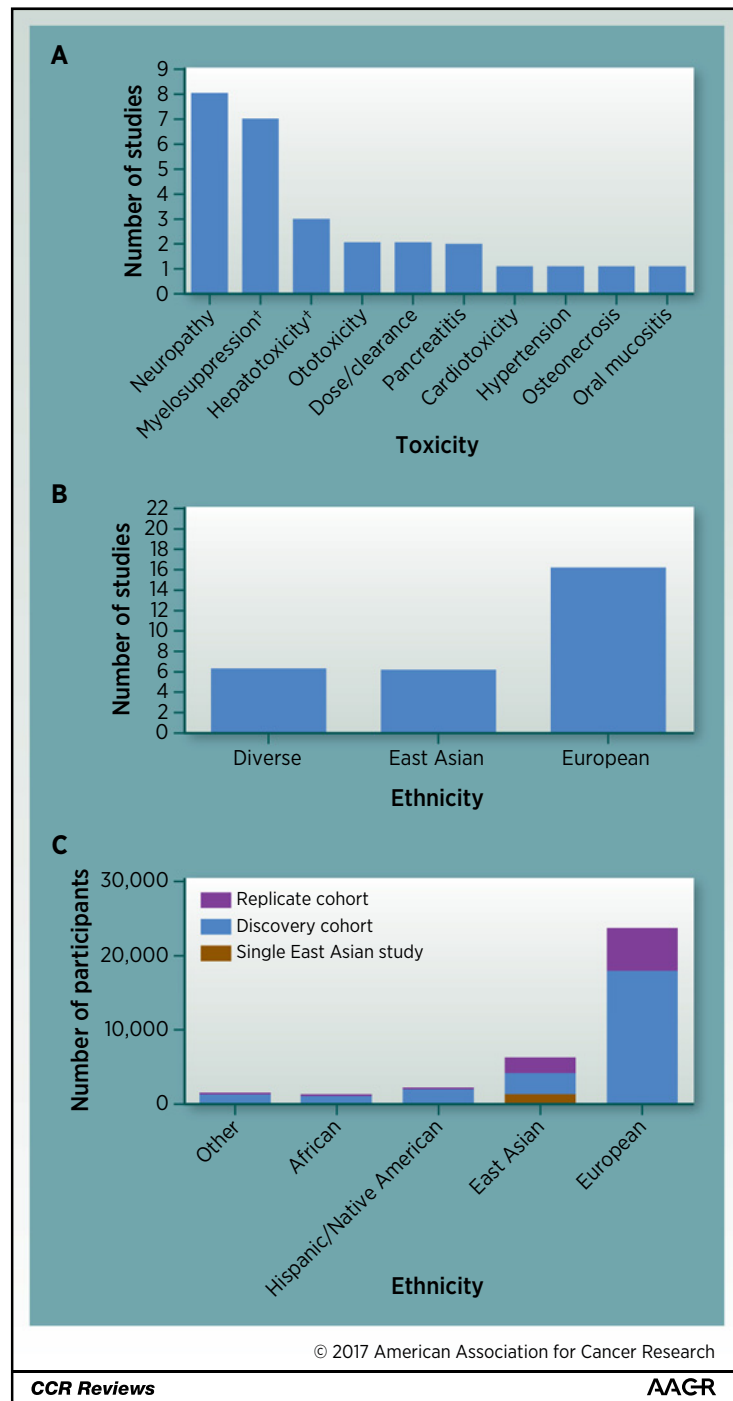 A
Number of studies
9
8
7
6
5
4
3
2
1
0
Neuropathy
Myelosuppression†
Hepatotoxicity†
Ototoxicity
Dose/clearance
Pancreatitis
Cardiotoxicity
Hypertension
Osteonecrosis
Oral mucositis
Toxicity
B
Number of studies
22
20
18
16
14
12
10
8
6
4
2
0
Diverse
East Asian
European
Ethnicity
C
Number of participants
30,000
20,000
10,000
0
Replicate cohort
Discovery cohort
Single East Asian study
Other
African
Hispanic/Native American
East Asian
European
Ethnicity
© 2017 American Association for Cancer Research
CCR Reviews
AACR